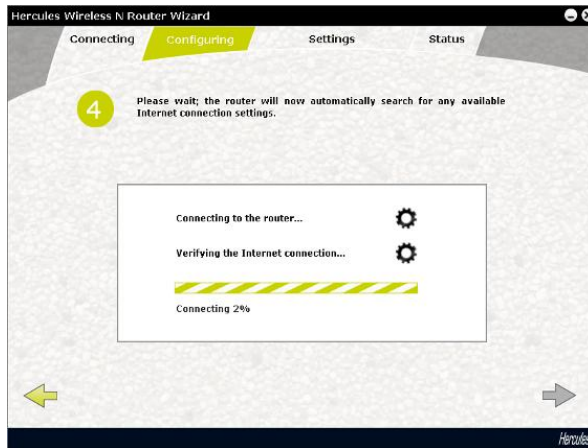 Hercules Wireless N Router Wizard
Connecting Configuring Settings Status
4 Please wait; the router will now automatically search for any available
Internet connection settings.
Connecting to the router...
Verifying the Internet connection...
Connecting 2%
Hercules